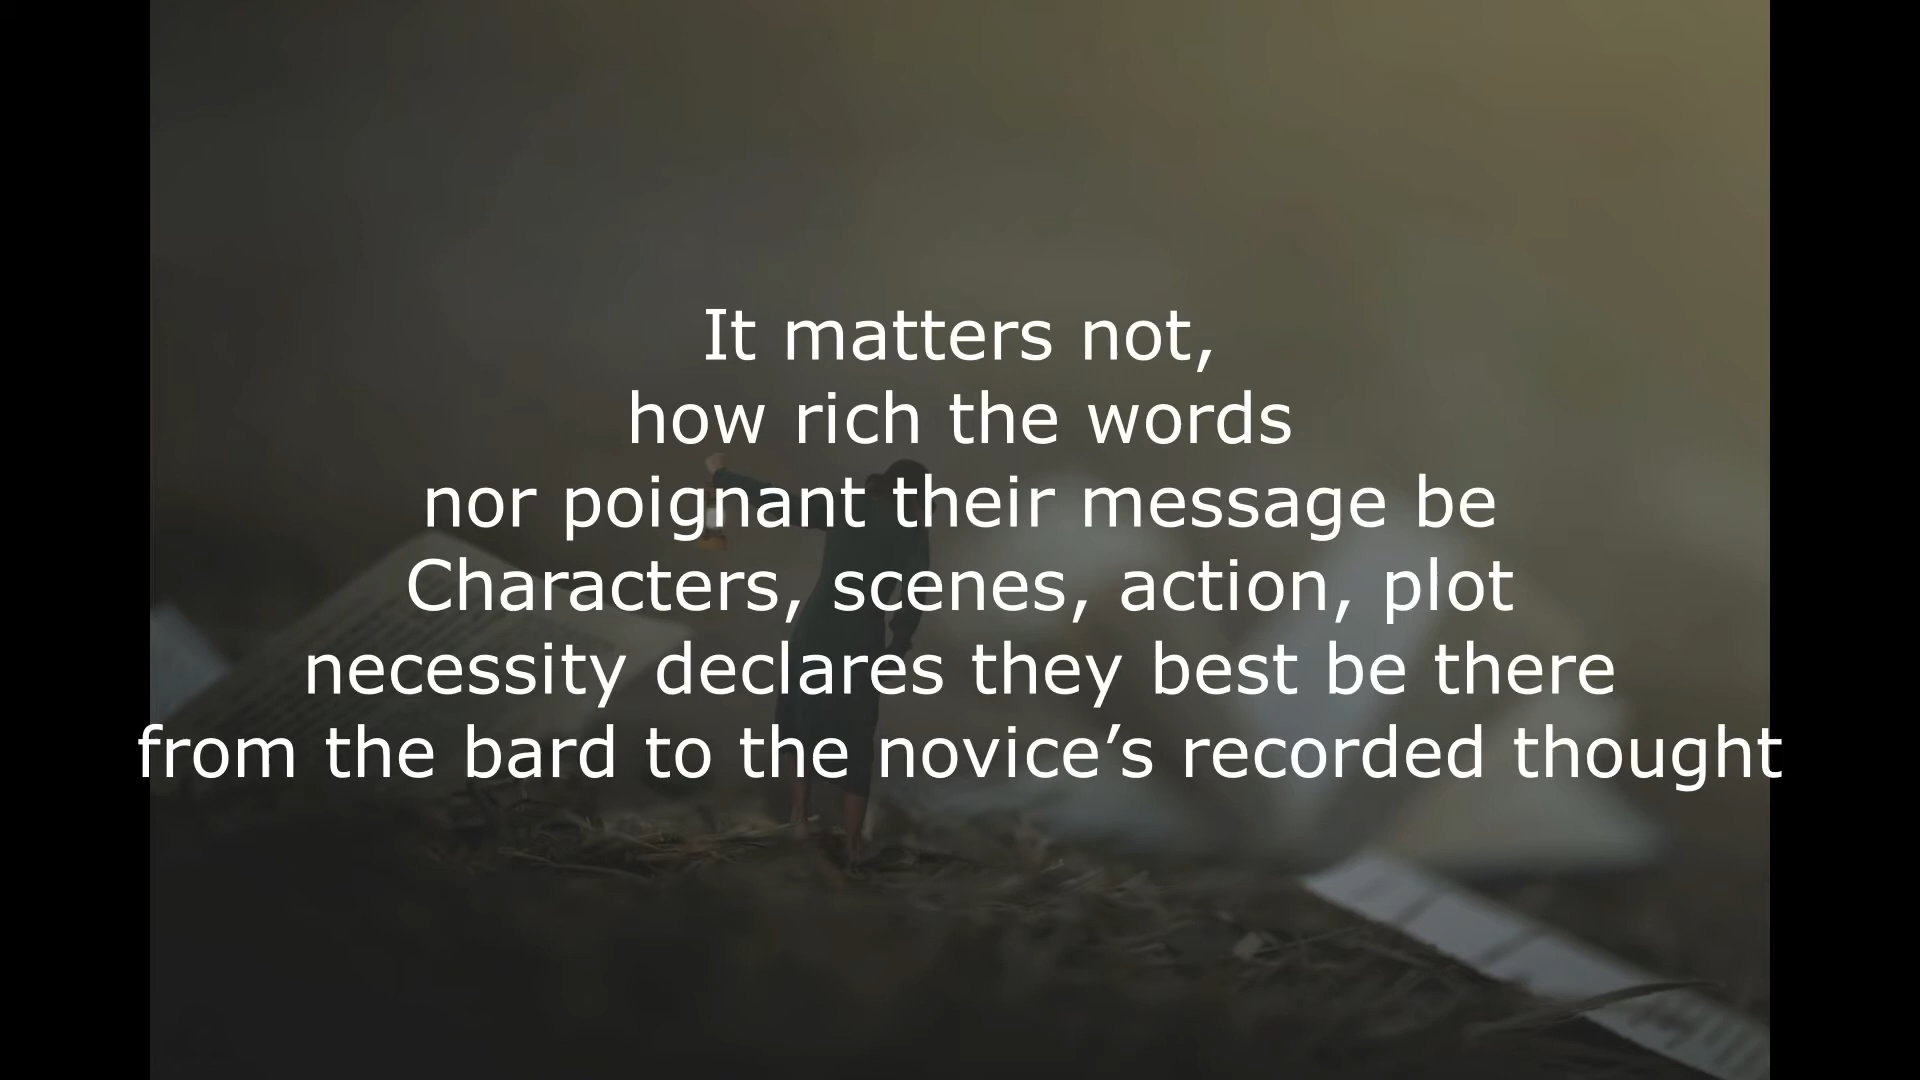 It matters not,
how rich the words
nor poignant their message be
Characters, scenes, action, plot
necessity declares they best be there
from the bard to the novice’s recorded thought